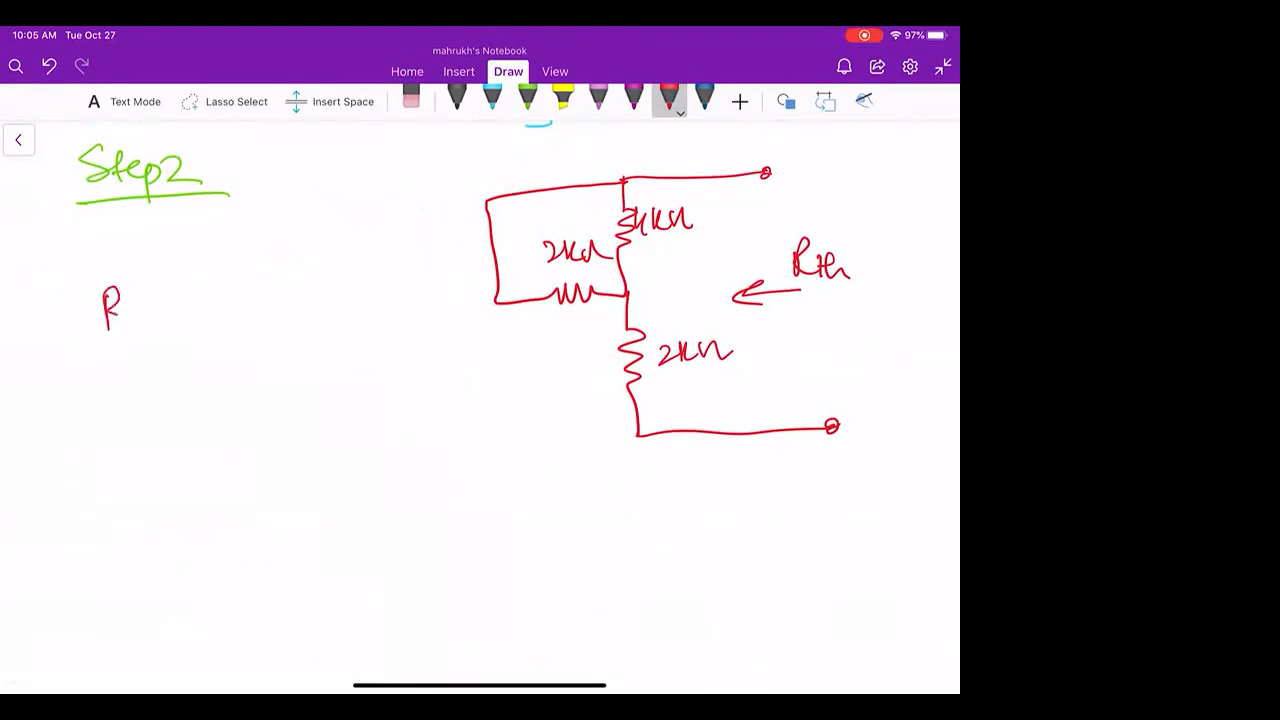 10:05 AM Tue Oct 27
97%
mahrukh's Notebook
Home Insert Draw View
A Text Mode Lasso Select Insert Space
Step2
2kΩ
Rth
R
2kΩ